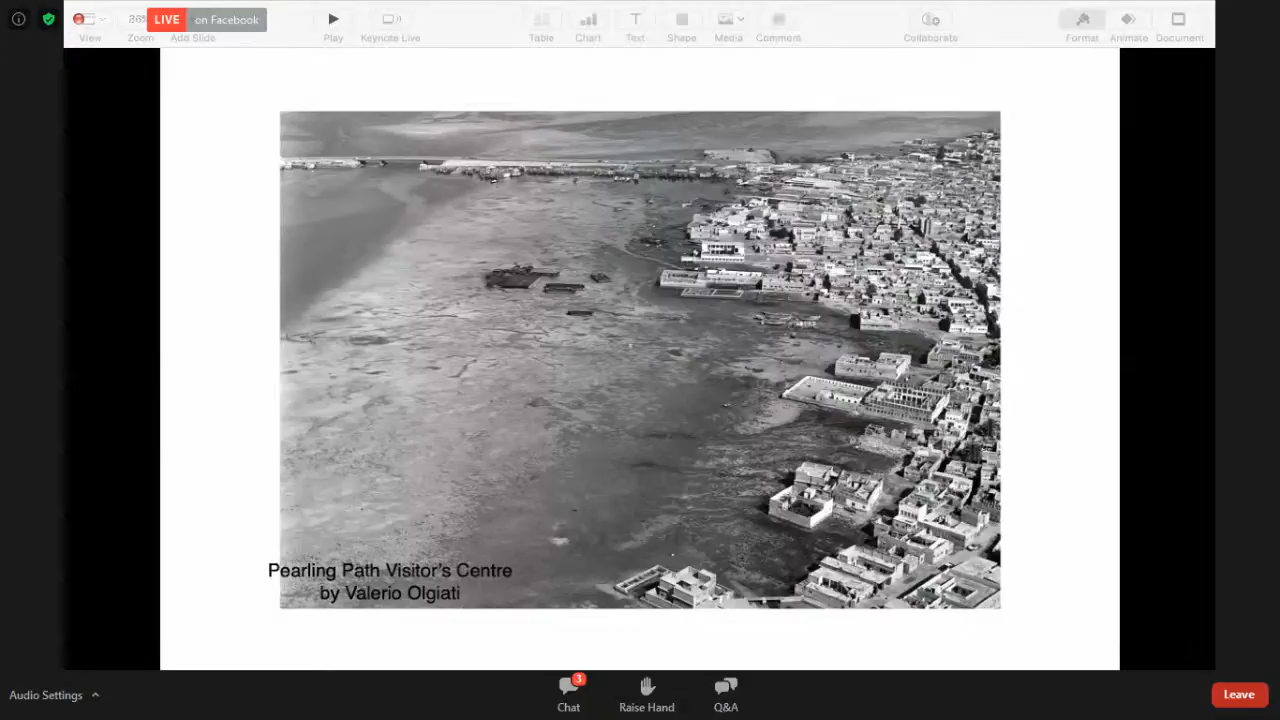 LIVE on Facebook
View
Zoom
Add Slide
Play
Keynote Live
Table
Chart
Text
Shape
Media
Comment
Collaborate
Format
Animate
Document
Pearling Path Visitor's Centre
by Valerio Olgiati
Audio Settings
3
Chat
Raise Hand
Q&A
Leave